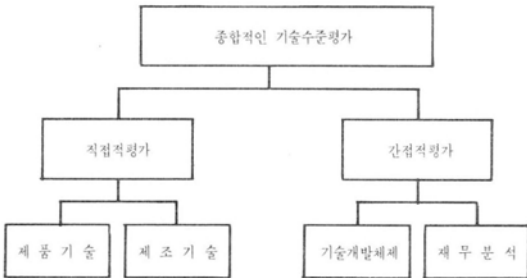 종합적인 기술수준평가
직접적평가
간접적평가
제 품 기 술
제 조 기 술
기술개발체제
재 무 분 석